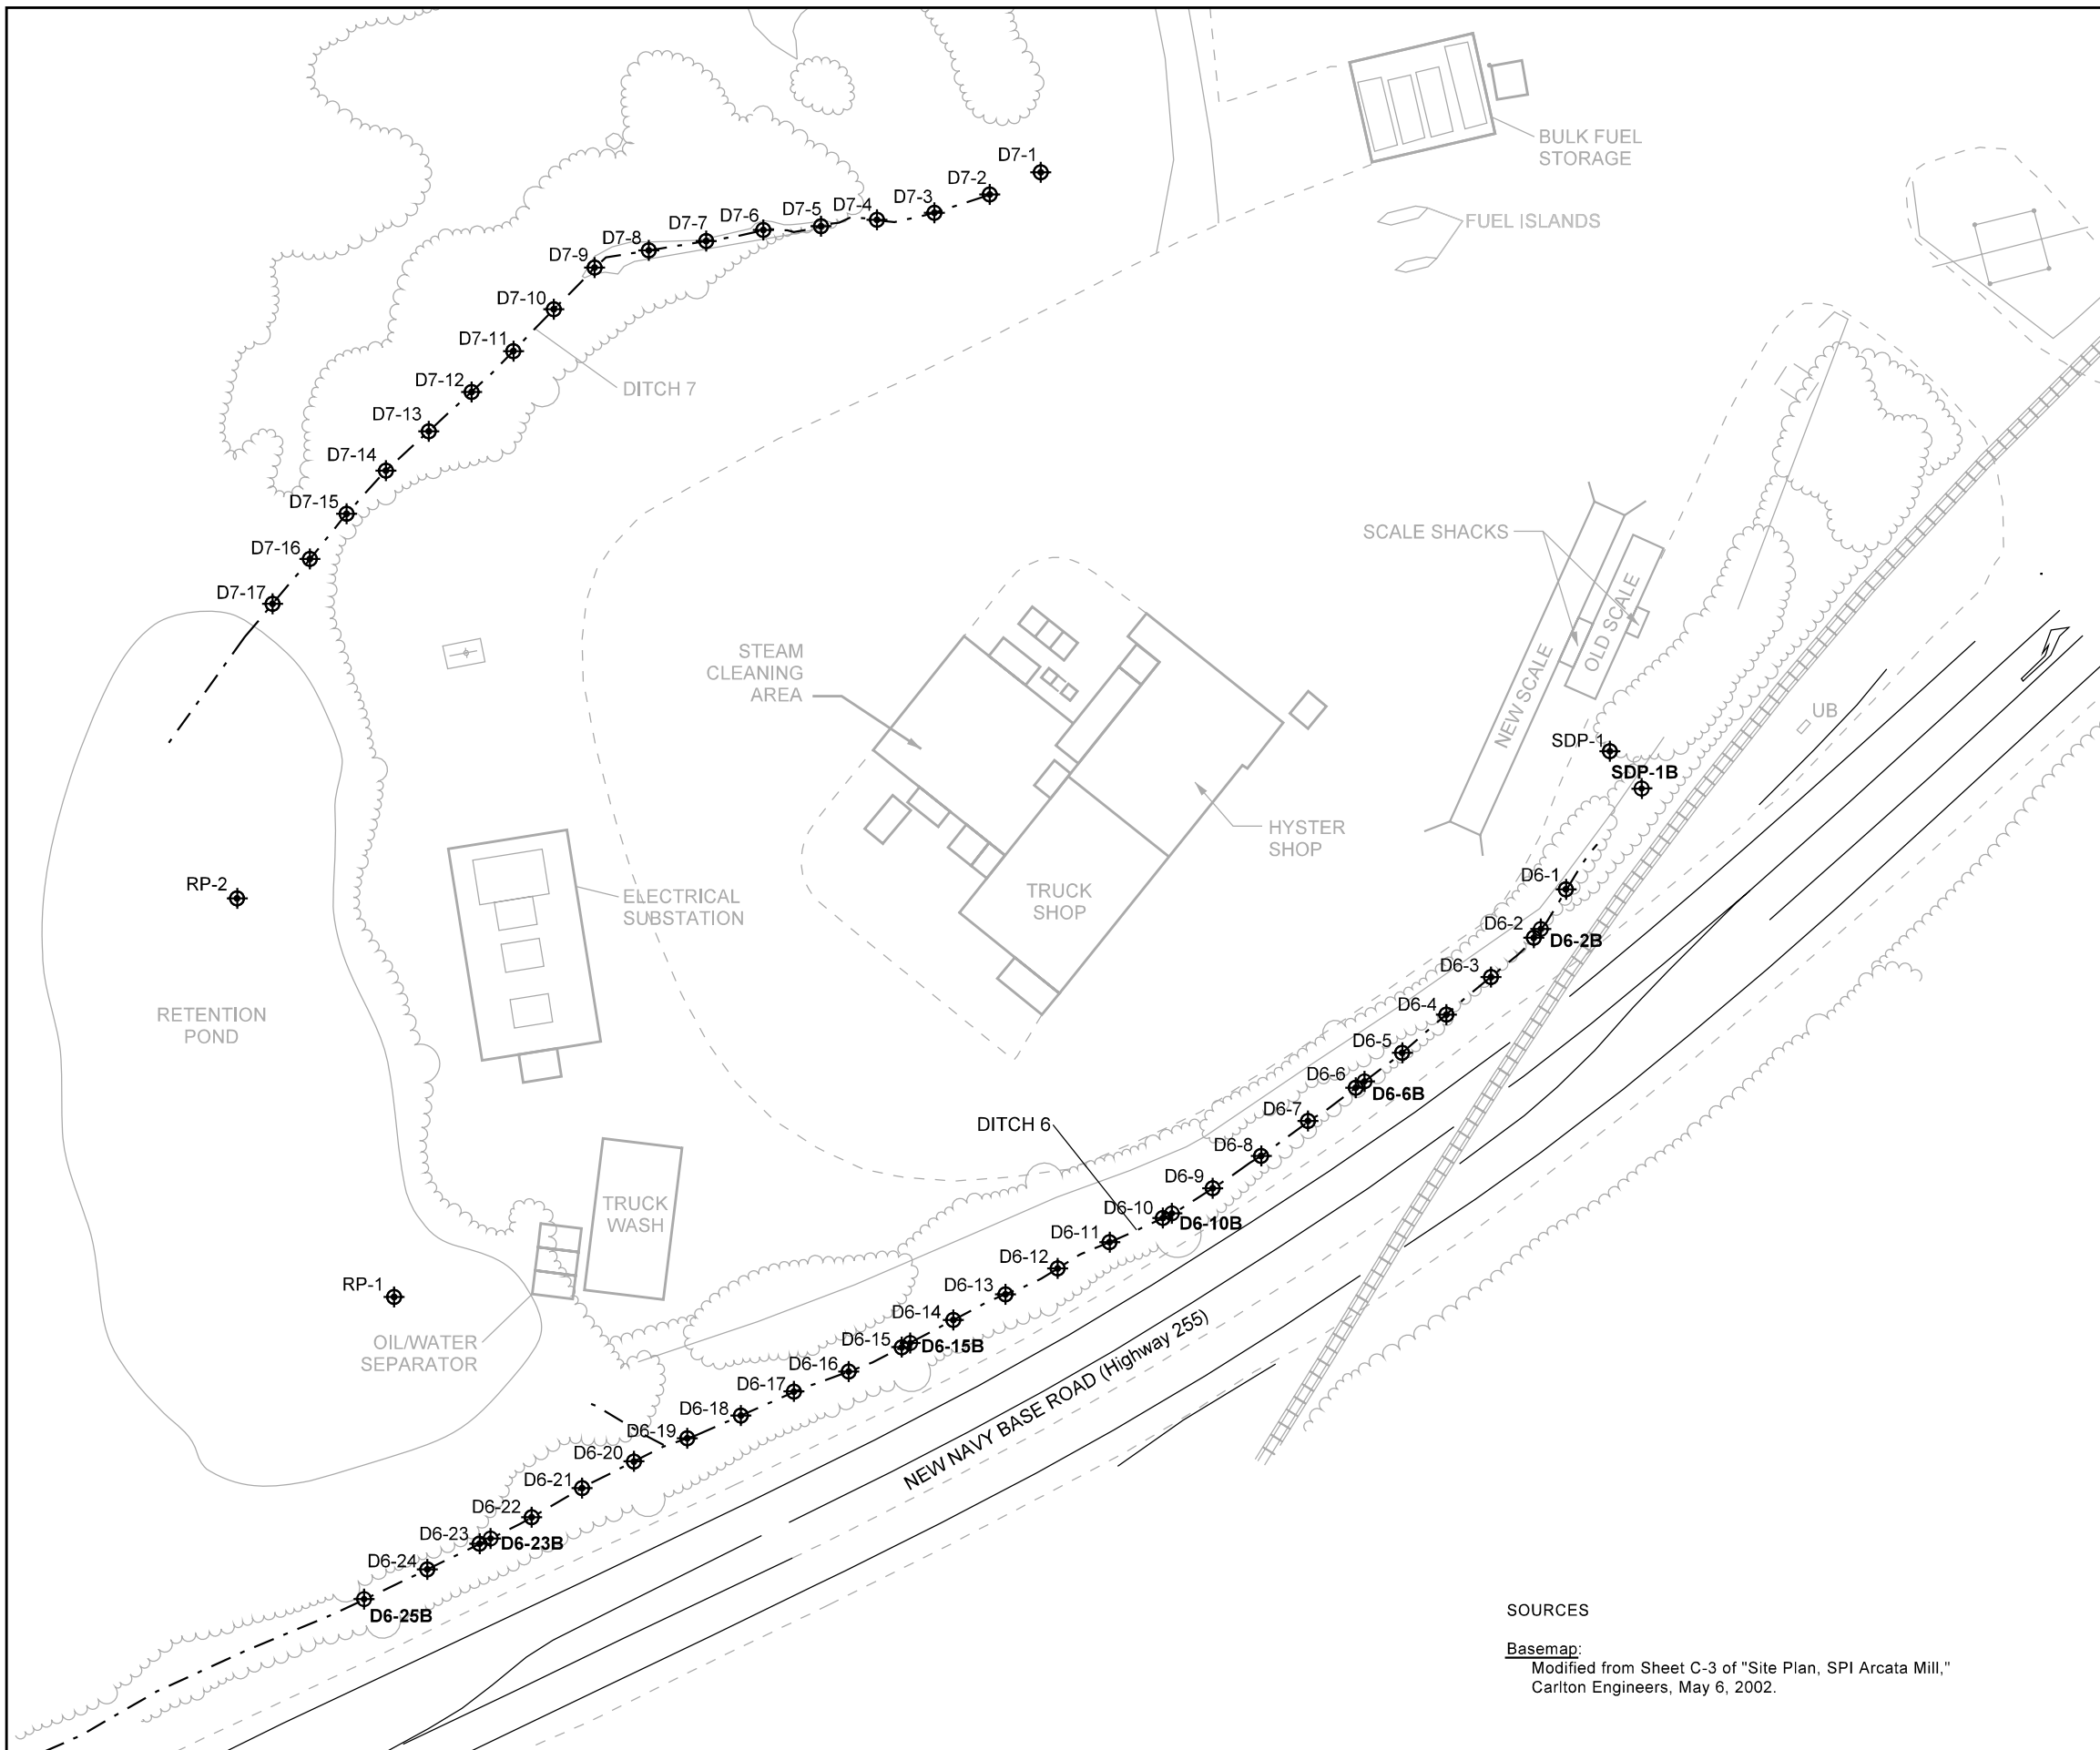 D7-1
D7-2
D7-3
D7-4
D7-5
D7-6
D7-7
D7-8
D7-9
D7-10
D7-11
D7-12
D7-13
D7-14
D7-15
D7-16
D7-17
BULK FUEL
STORAGE
FUEL ISLANDS
DITCH 7
SCALE SHACKS
OLD SCALE
NEW SCALE
STEAM
CLEANING
AREA
UB
SDP-1
SDP-1B
HYSTER
SHOP
TRUCK
SHOP
RP-2
ELECTRICAL
SUBSTATION
RETENTION
POND
D6-1
D6-2
D6-2B
D6-3
D6-4
D6-5
D6-6
D6-6B
D6-7
DITCH 6
D6-8
D6-9
D6-10
D6-10B
D6-11
D6-12
D6-13
D6-14
D6-15
D6-15B
D6-16
D6-17
D6-18
D6-19
D6-20
D6-21
D6-22
D6-23
D6-23B
D6-24
D6-25B
TRUCK
WASH
RP-1
OIL/WATER
SEPARATOR
NEW NAVY BASE ROAD (Highway 255)
SOURCES
Basemap:
Modified from Sheet C-3 of "Site Plan, SPI Arcata Mill,"
Carlton Engineers, May 6, 2002.